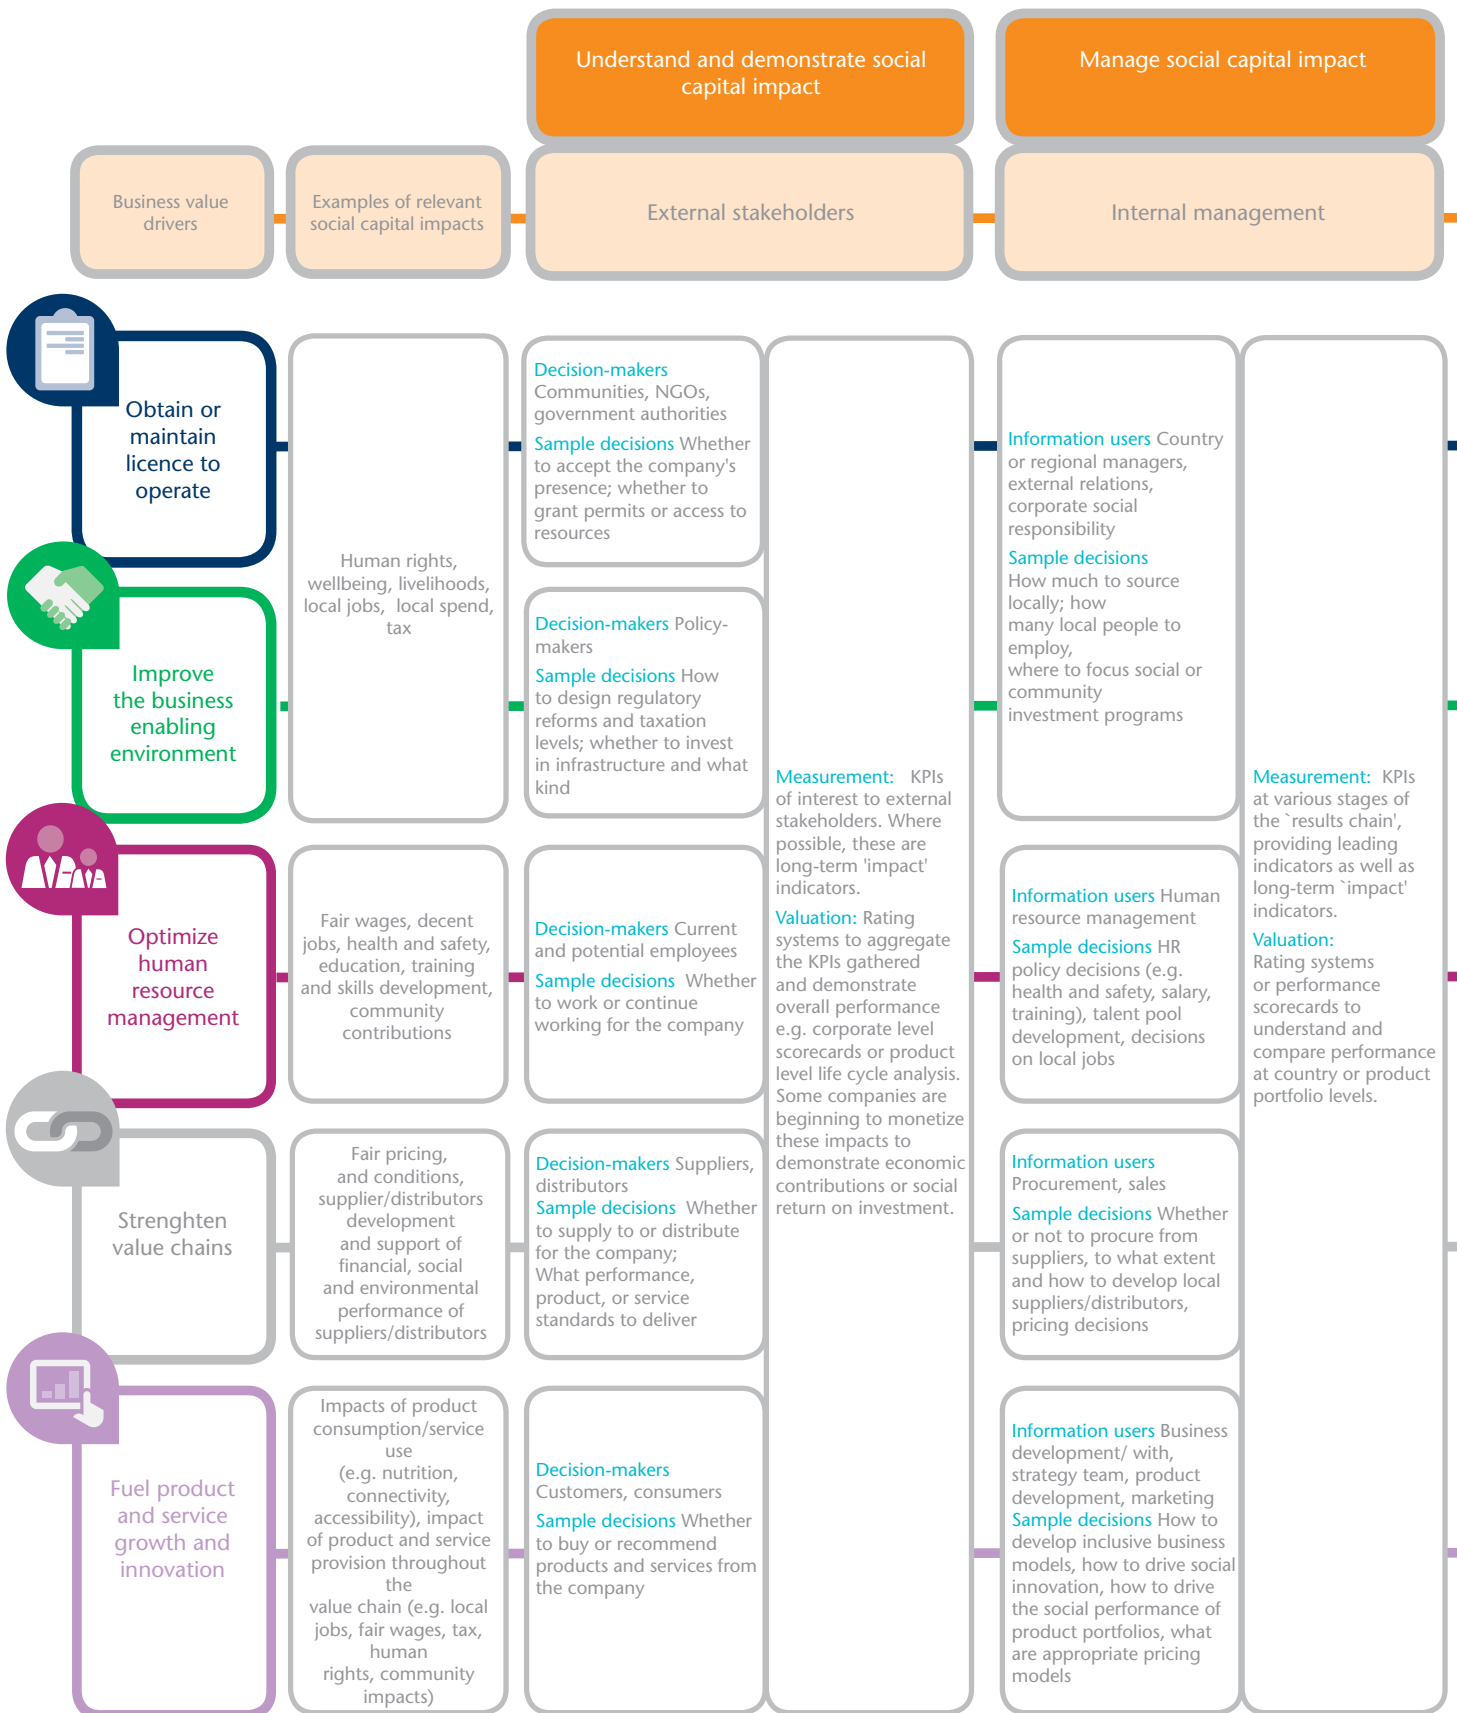 Understand and demonstrate social
capital impact
Manage social capital impact
Business value
drivers
Examples of relevant
social capital impacts
External stakeholders
Internal management
Obtain or
maintain
licence to
operate
Improve
the business
enabling
environment
Optimize
human
resource
management
Strenghten
value chains
Fuel product
and service
growth and
innovation
Human rights,
wellbeing, livelihoods,
local jobs, local spend,
tax
Fair wages, decent
jobs, health and safety,
education, training
and skills development,
community
contributions
Fair pricing,
and conditions,
supplier/distributors
development
and support of
financial, social
and environmental
performance of
suppliers/distributors
Impacts of product
consumption/service
use
(e.g. nutrition,
connectivity,
accessibility), impact
of product and service
provision throughout
the
value chain (e.g. local
jobs, fair wages, tax,
human
rights, community
impacts)
Decision-makers
Communities, NGOs,
government authorities
Sample decisions Whether
to accept the company's
presence; whether to
grant permits or access to
resources
Decision-makers Policy-
makers
Sample decisions How
to design regulatory
reforms and taxation
levels; whether to invest
in infrastructure and what
kind
Decision-makers Current
and potential employees
Sample decisions Whether
to work or continue
working for the company
Decision-makers Suppliers,
distributors
Sample decisions Whether
to supply to or distribute
for the company;
What performance,
product, or service
standards to deliver
Decision-makers
Customers, consumers
Sample decisions Whether
to buy or recommend
products and services from
the company
Measurement: KPIs
of interest to external
stakeholders. Where
possible, these are
long-term 'impact'
indicators.
Valuation: Rating
systems to aggregate
the KPIs gathered
and demonstrate
overall performance
e.g. corporate level
scorecards or product
level life cycle analysis.
Some companies are
beginning to monetize
these impacts to
demonstrate economic
contributions or social
return on investment.
Information users Country
or regional managers,
external relations,
corporate social
responsibility
Sample decisions
How much to source
locally; how
many local people to
employ,
where to focus social or
community
investment programs
Information users Human
resource management
Sample decisions HR
policy decisions (e.g.
health and safety, salary,
training), talent pool
development, decisions
on local jobs
Information users
Procurement, sales
Sample decisions Whether
or not to procure from
suppliers, to what extent
and how to develop local
suppliers/distributors,
pricing decisions
Information users Business
development/ with,
strategy team, product
development, marketing
Sample decisions How to
develop inclusive business
models, how to drive social
innovation, how to drive
the social performance of
product portfolios, what
are appropriate pricing
models
Measurement: KPIs
at various stages of
the `results chain',
providing leading
indicators as well as
long-term `impact'
indicators.
Valuation:
Rating systems
or performance
scorecards to
understand and
compare performance
at country or product
portfolio levels.